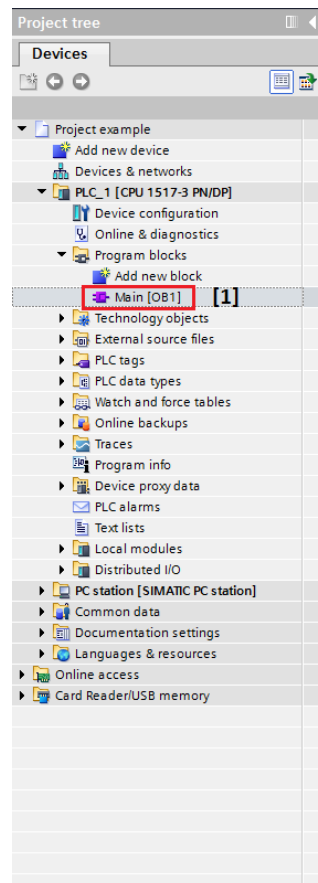 Project tree
Devices
Project example
Add new device
Devices & networks
PLC_1 [CPU 1517-3 PN/DP]
Device configuration
Online & diagnostics
Program blocks
Add new block
Main [OB1] [1]
Technology objects
External source files
PLC tags
PLC data types
Watch and force tables
Online backups
Traces
Program info
Device proxy data
PLC alarms
Text lists
Local modules
Distributed I/O
PC station [SIMATIC PC station]
Common data
Documentation settings
Languages & resources
Online access
Card Reader/USB memory